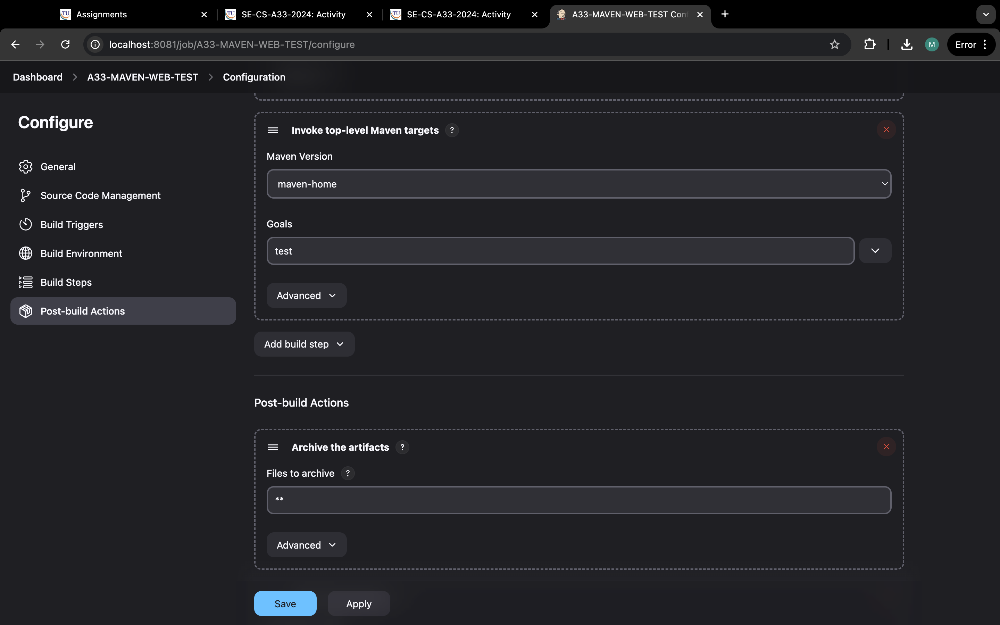 Assignments
SE-CS-A33-2024: Activity
SE-CS-A33-2024: Activity
A33-MAVEN-WEB-TEST Con
localhost:8081/job/A33-MAVEN-WEB-TEST/configure
M
Error
Dashboard > A33-MAVEN-WEB-TEST > Configuration
Configure
General
Source Code Management
Build Triggers
Build Environment
Build Steps
Post-build Actions
Invoke top-level Maven targets ?
Maven Version
maven-home
Goals
test
Advanced
Add build step
Post-build Actions
Archive the artifacts ?
Files to archive ?
**
Advanced
Save
Apply